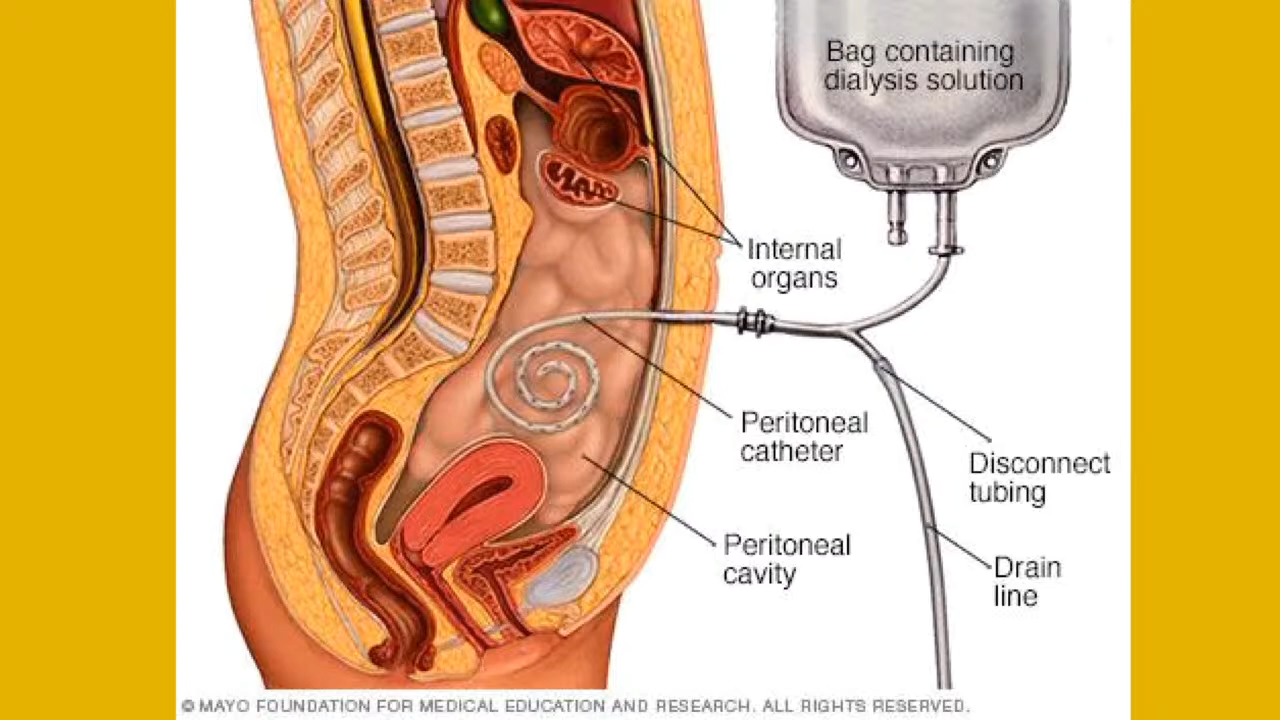 Bag containing
dialysis solution
Internal
organs
Peritoneal
catheter
Disconnect
tubing
Peritoneal
cavity
Drain
line
© MAYO FOUNDATION FOR MEDICAL EDUCATION AND RESEARCH. ALL RIGHTS RESERVED.